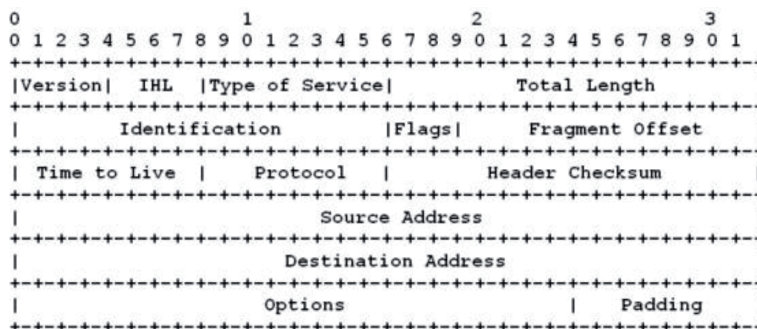 0                   1                   2                   3
0 1 2 3 4 5 6 7 8 9 0 1 2 3 4 5 6 7 8 9 0 1 2 3 4 5 6 7 8 9 0 1
+-+-+-+-+-+-+-+-+-+-+-+-+-+-+-+-+-+-+-+-+-+-+-+-+-+-+-+-+-+-+-+-
|Version|  IHL  |Type of Service|          Total Length
+-+-+-+-+-+-+-+-+-+-+-+-+-+-+-+-+-+-+-+-+-+-+-+-+-+-+-+-+-+-+-+-
|         Identification        |Flags|      Fragment Offset
+-+-+-+-+-+-+-+-+-+-+-+-+-+-+-+-+-+-+-+-+-+-+-+-+-+-+-+-+-+-+-+-
| Time to Live  |    Protocol   |        Header Checksum        |
+-+-+-+-+-+-+-+-+-+-+-+-+-+-+-+-+-+-+-+-+-+-+-+-+-+-+-+-+-+-+-+-
|                         Source Address
+-+-+-+-+-+-+-+-+-+-+-+-+-+-+-+-+-+-+-+-+-+-+-+-+-+-+-+-+-+-+-+-
|                      Destination Address
+-+-+-+-+-+-+-+-+-+-+-+-+-+-+-+-+-+-+-+-+-+-+-+-+-+-+-+-+-+-+-+-
|                    Options                    |    Padding
+-+-+-+-+-+-+-+-+-+-+-+-+-+-+-+-+-+-+-+-+-+-+-+-+-+-+-+-+-+-+-+-